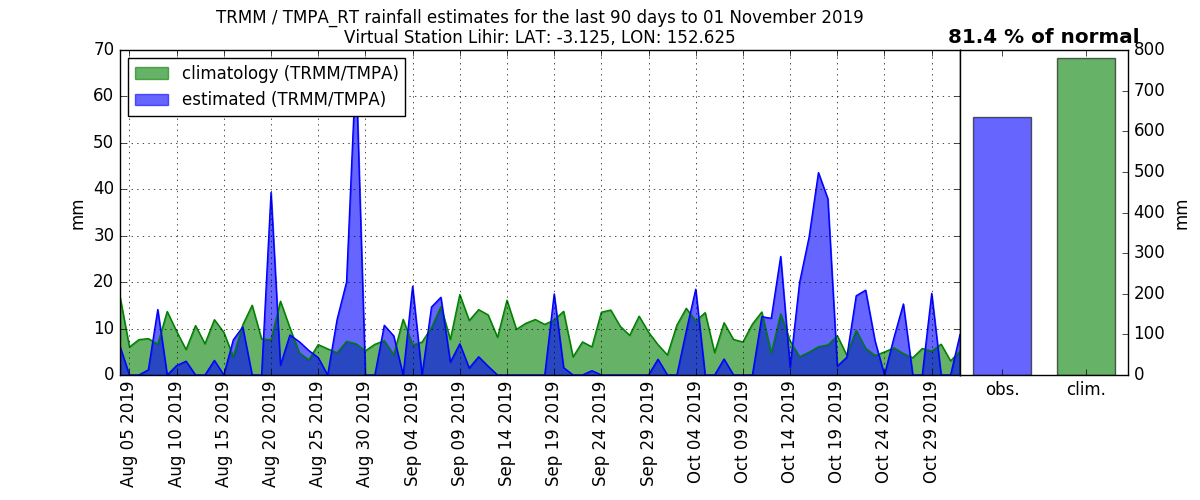 TRMM / TMPA_RT rainfall estimates for the last 90 days to 01 November 2019
Virtual Station Lihir: LAT: -3.125, LON: 152.625
81.4 % of normal
climatology (TRMM/TMPA)
estimated (TRMM/TMPA)
70
60
50
40
30
20
10
0
mm
Aug 05 2019
Aug 10 2019
Aug 15 2019
Aug 20 2019
Aug 25 2019
Aug 30 2019
Sep 04 2019
Sep 09 2019
Sep 14 2019
Sep 19 2019
Sep 24 2019
Sep 29 2019
Oct 04 2019
Oct 09 2019
Oct 14 2019
Oct 19 2019
Oct 24 2019
Oct 29 2019
obs.
clim.
800
700
600
500
400
300
200
100
0
mm